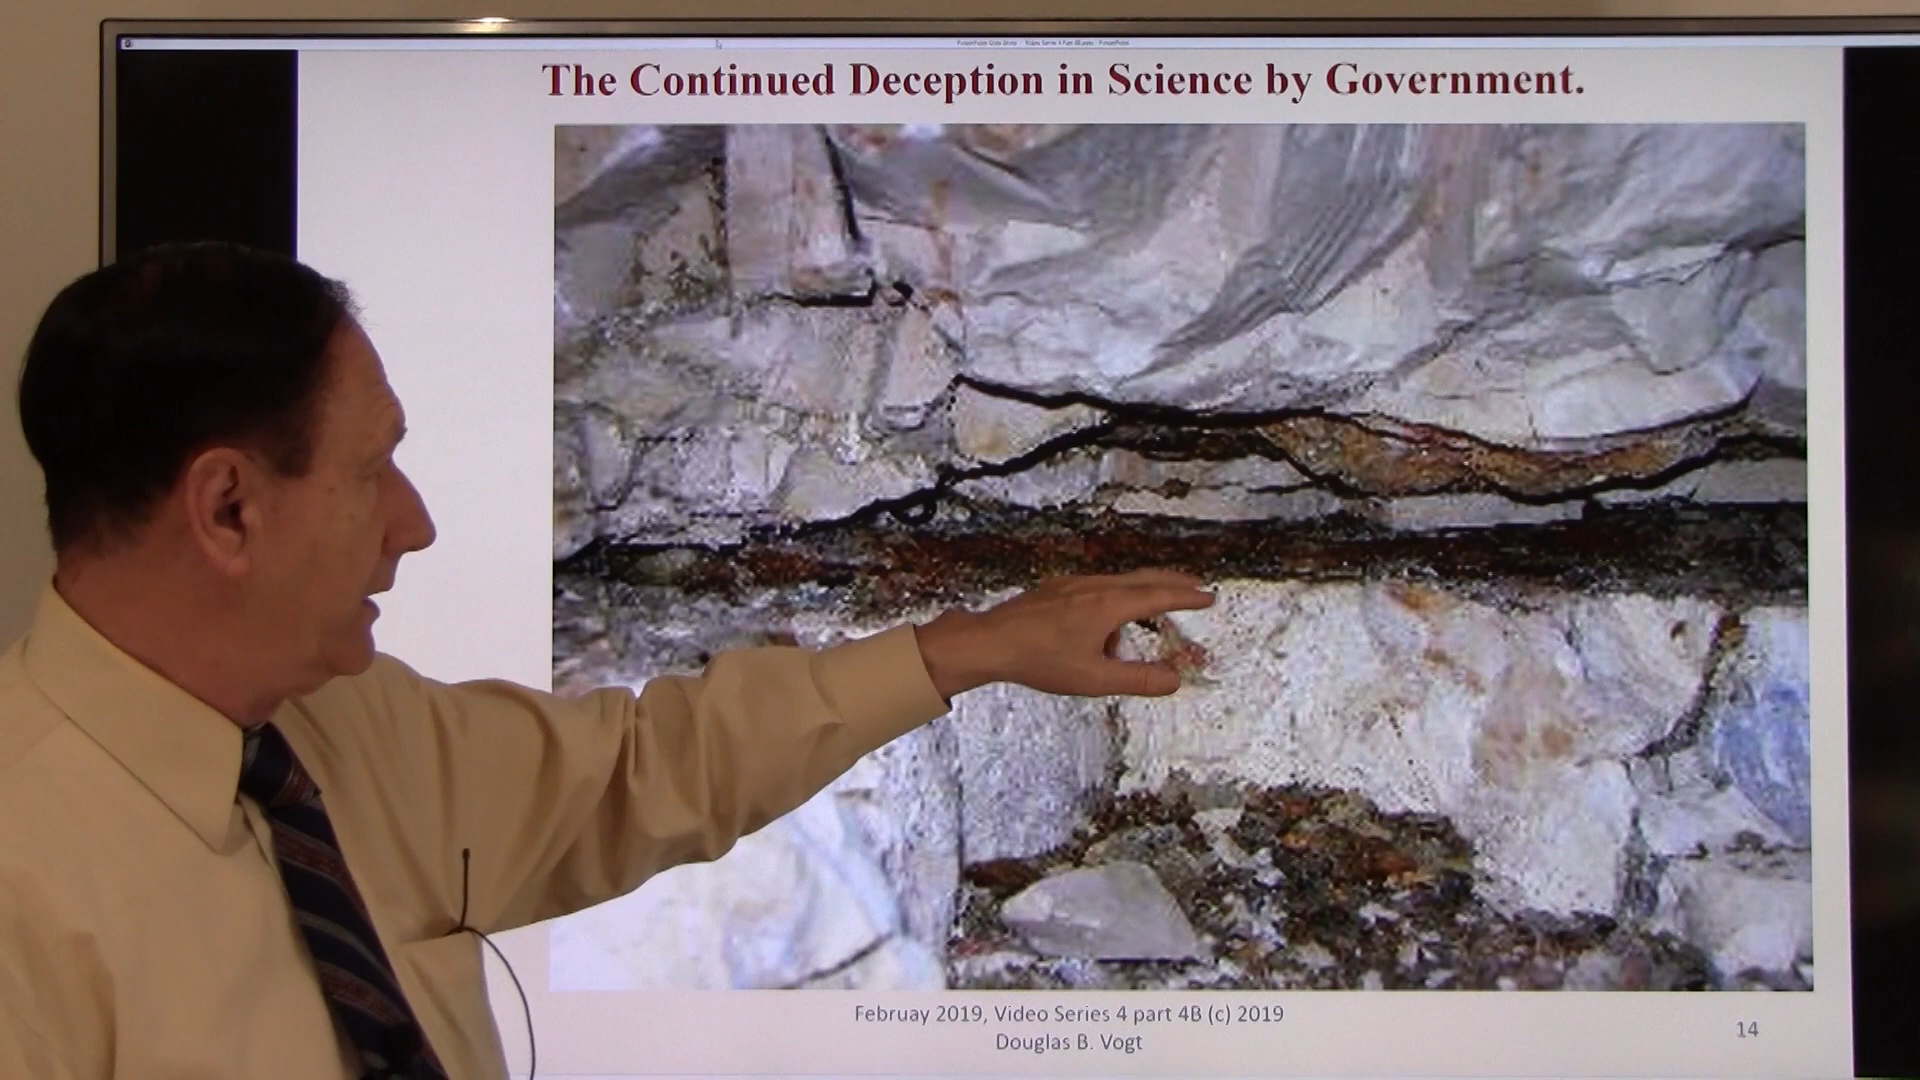 The Continued Deception in Science by Government.
Februay 2019, Video Series 4 part 4B (c) 2019
Douglas B. Vogt
14